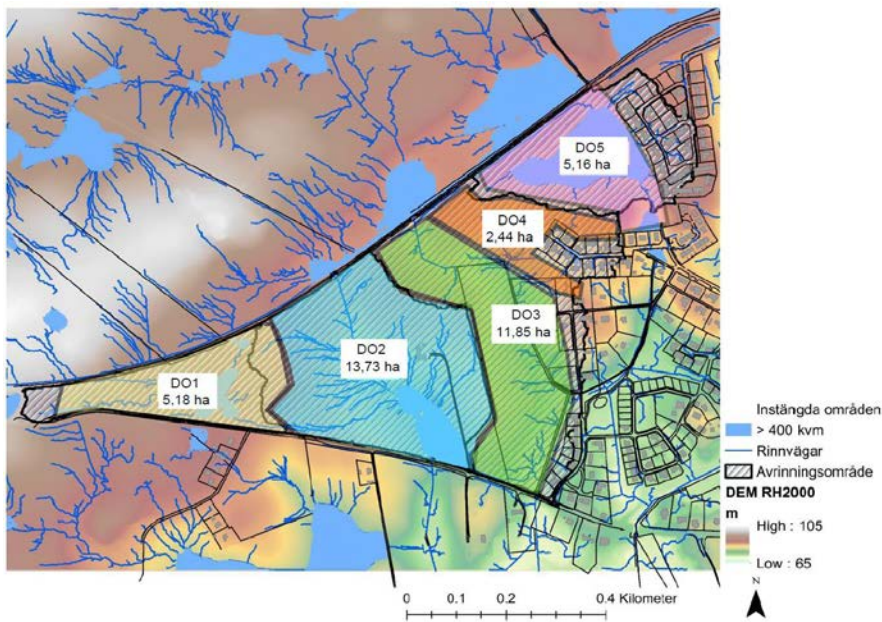 DO5
5,16 ha
DO4
2,44 ha
DO3
11,85 ha
DO2
13,73 ha
DO1
5,18 ha
Instängda områden
> 400 kvm
Rinnvägar
Avrinningsområde
DEM RH2000
m
High : 105
Low : 65
N
0 0.1 0.2 0.4 Kilometer